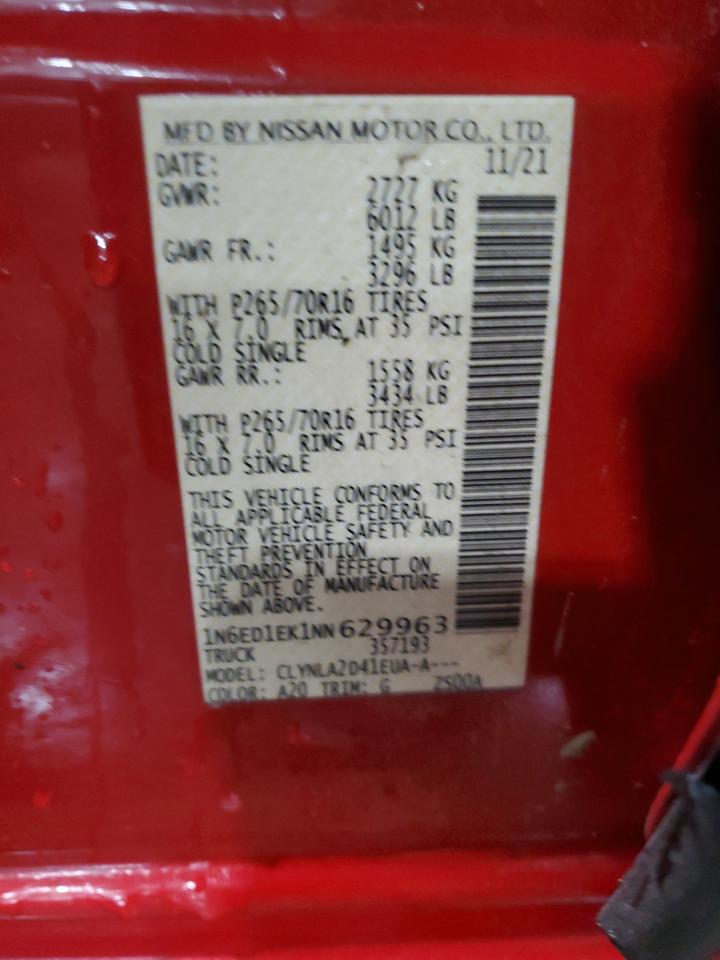 MFD BY NISSAN MOTOR CO., LTD.
DATE: 11/21
GVWR: 2727 KG
6012 LB
GAWR FR.: 1495 KG
3296 LB
WITH P265/70R16 TIRES
16 X 7.0 RIMS AT 35 PSI
COLD SINGLE
GAWR RR.: 1558 KG
3434 LB
WITH P265/70R16 TIRES
16 X 7.0 RIMS AT 35 PSI
COLD SINGLE
THIS VEHICLE CONFORMS TO
ALL APPLICABLE FEDERAL
MOTOR VEHICLE SAFETY AND
THEFT PREVENTION
STANDARDS IN EFFECT ON
THE DATE OF MANUFACTURE
SHOWN ABOVE.
1N6ED1EK1NN629963
TRUCK 357193
MODEL: CLYNLA2D41EUA-A---
COLOR: A20 TRIM: G ZS00A